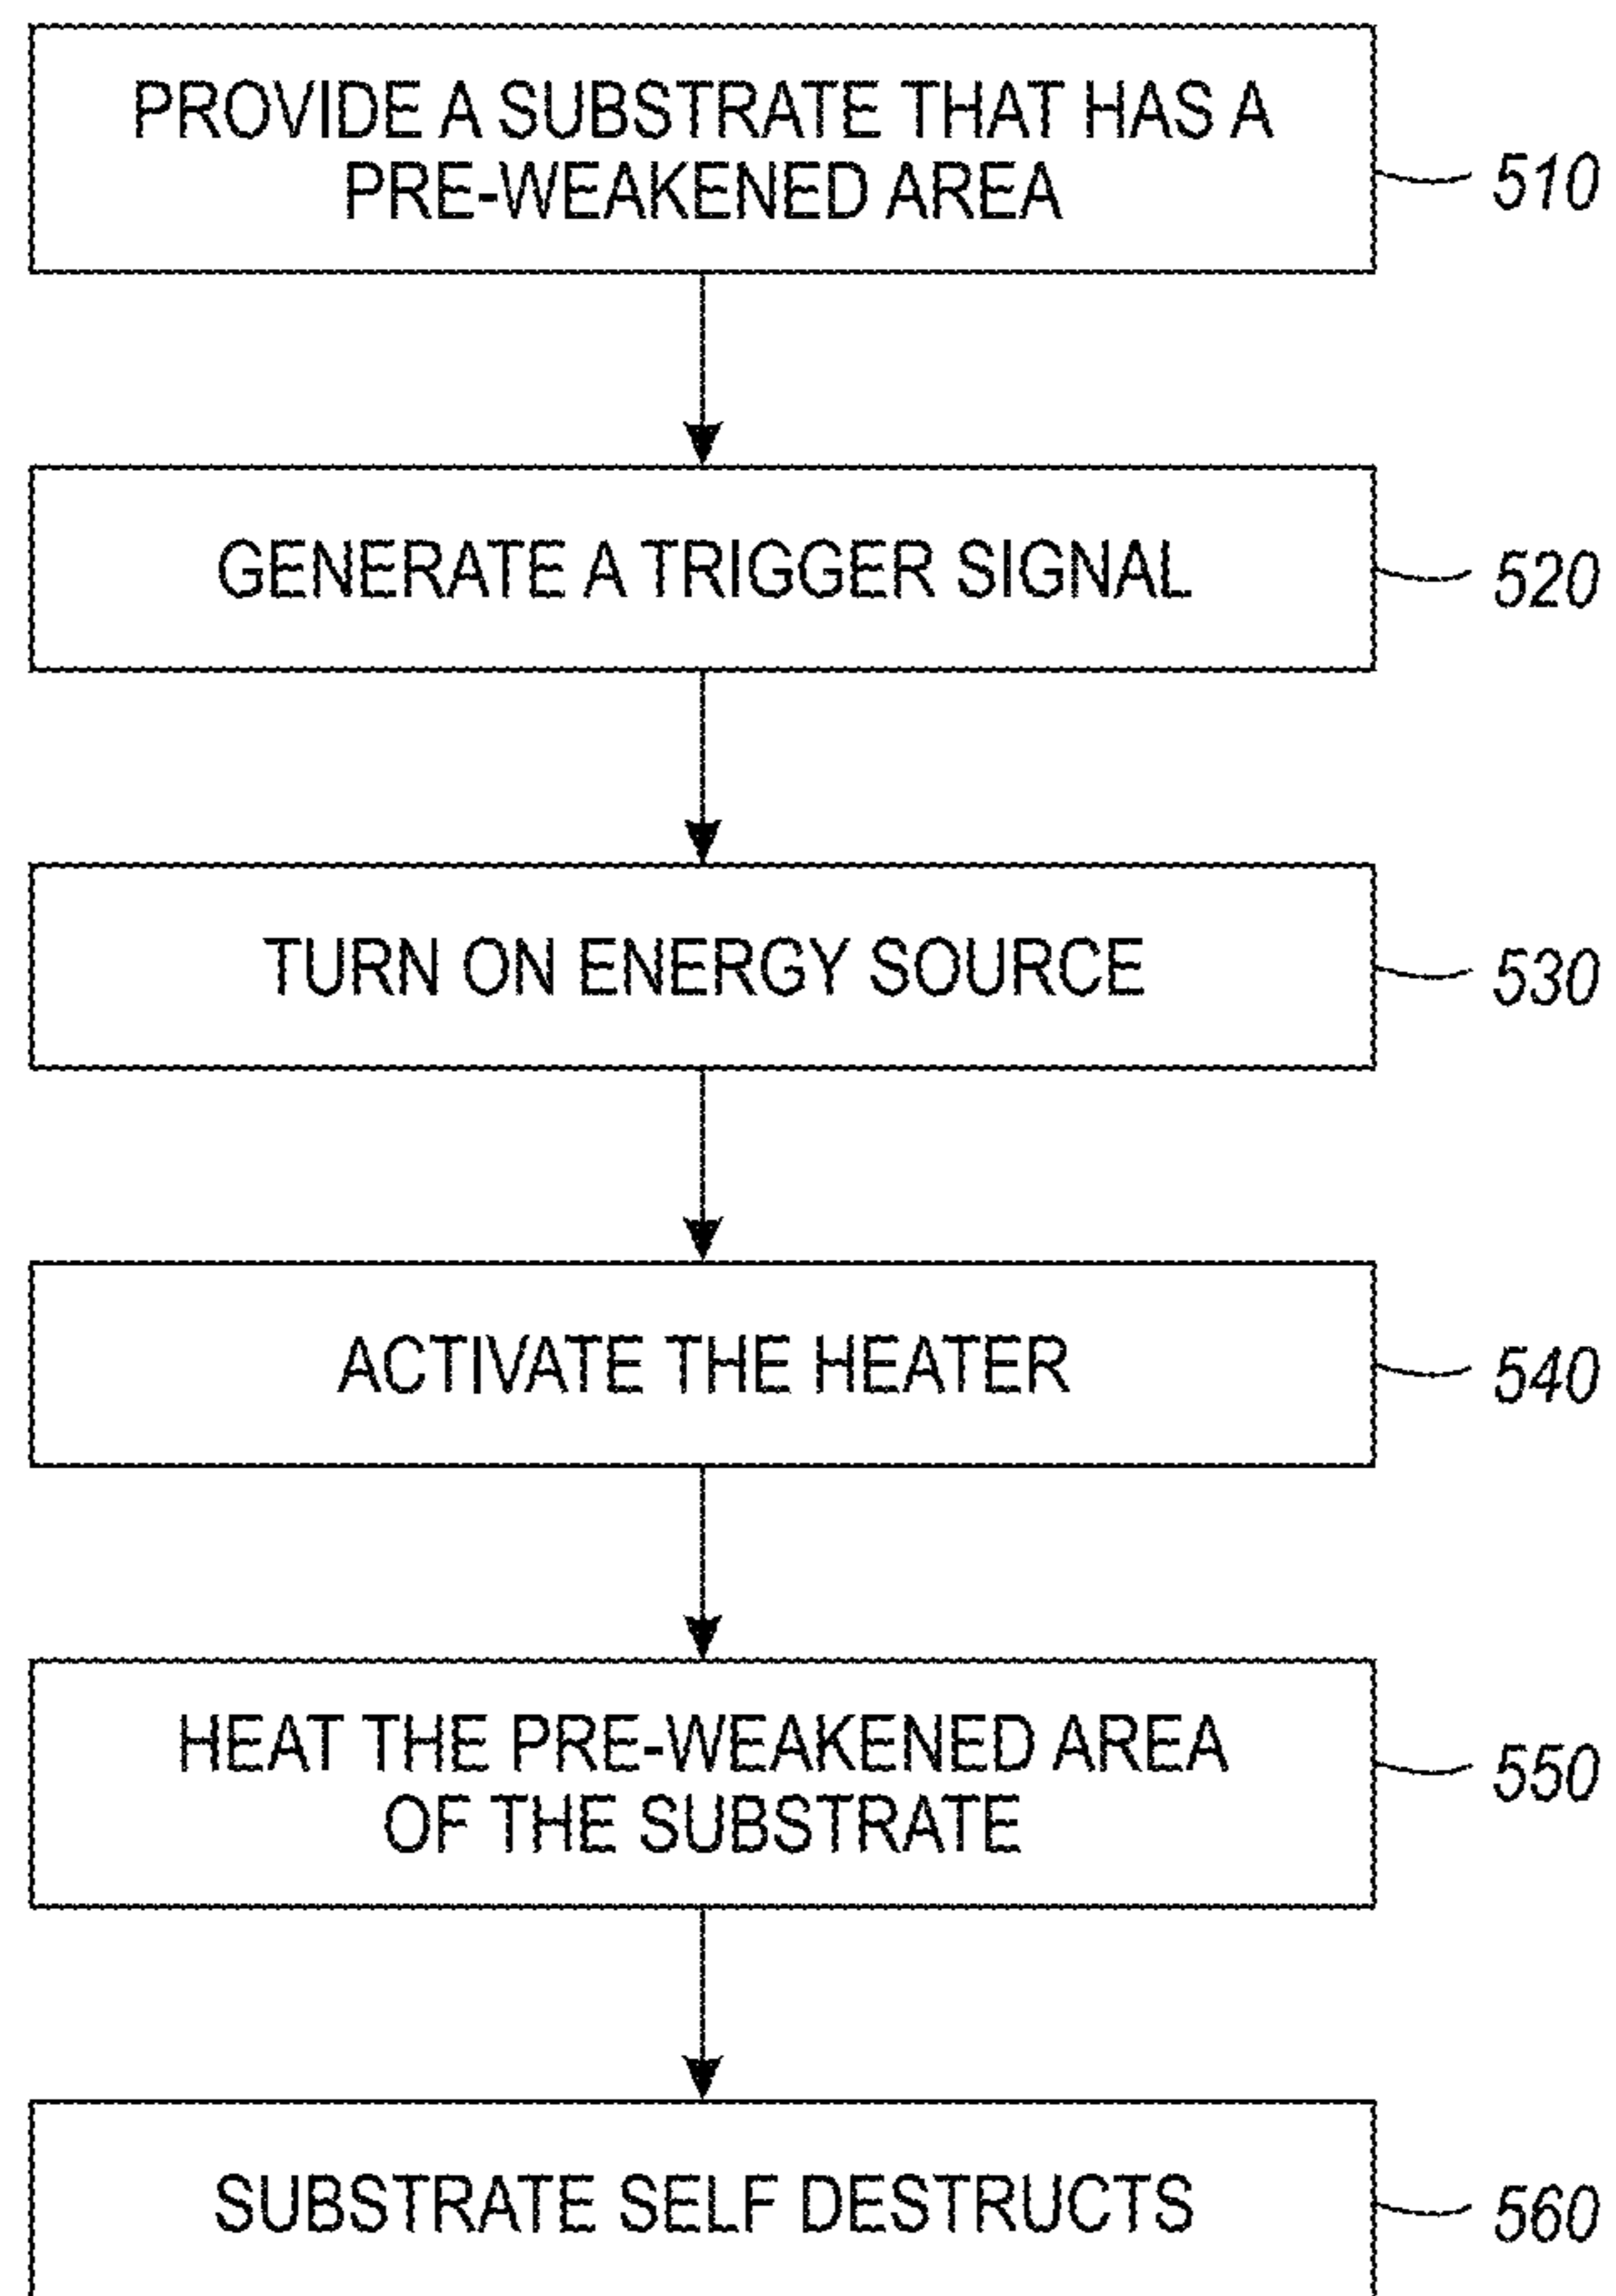 PROVIDE A SUBSTRATE THAT HAS A
PRE-WEAKENED AREA
510
GENERATE A TRIGGER SIGNAL
520
TURN ON ENERGY SOURCE
530
ACTIVATE THE HEATER
540
HEAT THE PRE-WEAKENED AREA
OF THE SUBSTRATE
550
SUBSTRATE SELF DESTRUCTS
560